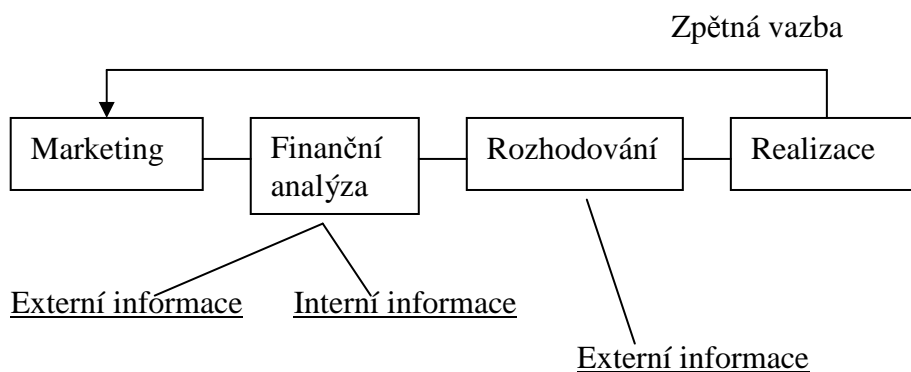 Zpětná vazba
Marketing
Finanční
analýza
Rozhodování
Realizace
Externí informace
Interní informace
Externí informace